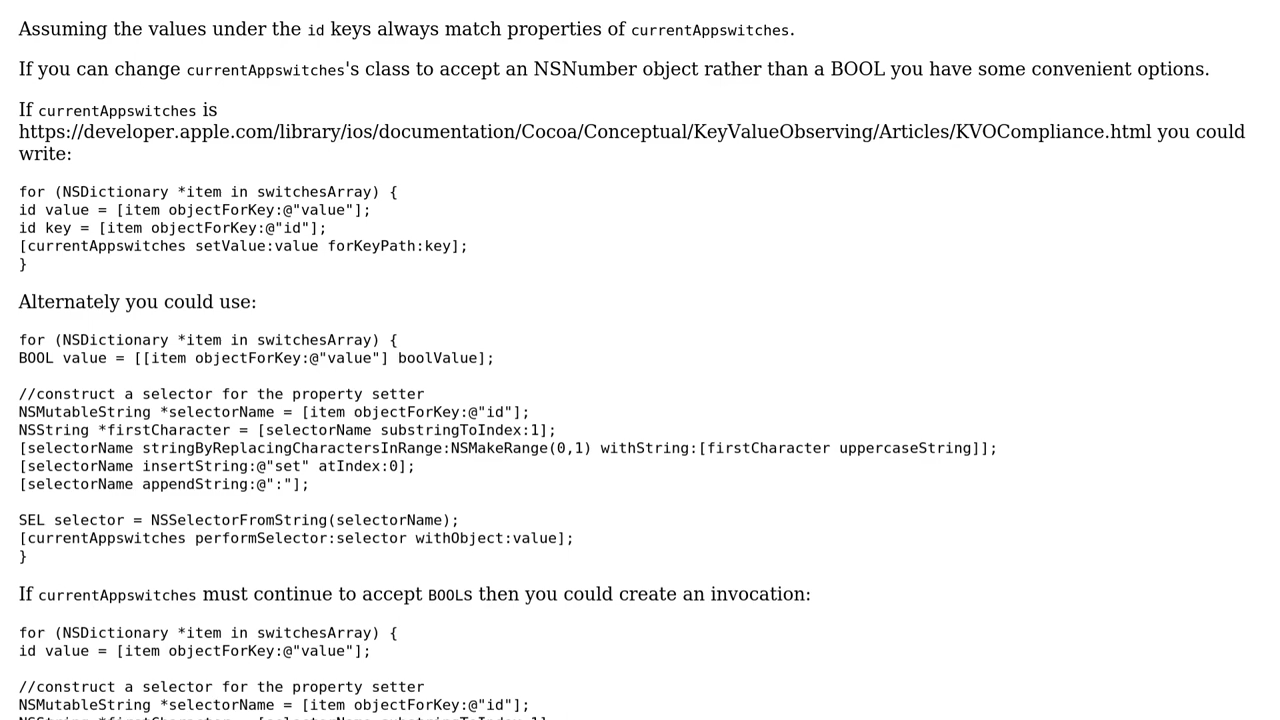 Assuming the values under the id keys always match properties of currentAppswitches.
If you can change currentAppswitches's class to accept an NSNumber object rather than a BOOL you have some convenient options.
If currentAppswitches is
https://developer.apple.com/library/ios/documentation/Cocoa/Conceptual/KeyValueObserving/Articles/KVOCompliance.html you could
write:
for (NSDictionary *item in switchesArray) {
id value = [item objectForKey:@"value"];
id key = [item objectForKey:@"id"];
[currentAppswitches setValue:value forKeyPath:key];
}
Alternately you could use:
for (NSDictionary *item in switchesArray) {
BOOL value = [[item objectForKey:@"value"] boolValue];
//construct a selector for the property setter
NSMutableString *selectorName = [item objectForKey:@"id"];
NSString *firstCharacter = [selectorName substringToIndex:1];
[selectorName stringByReplacingCharactersInRange:NSMakeRange(0,1) withString:[firstCharacter uppercaseString]];
[selectorName insertString:@"set" atIndex:0];
[selectorName appendString:@":"];
SEL selector = NSSelectorFromString(selectorName);
[currentAppswitches performSelector:selector withObject:value];
}
If currentAppswitches must continue to accept BOOLs then you could create an invocation:
for (NSDictionary *item in switchesArray) {
id value = [item objectForKey:@"value"];
//construct a selector for the property setter
NSMutableString *selectorName = [item objectForKey:@"id"];